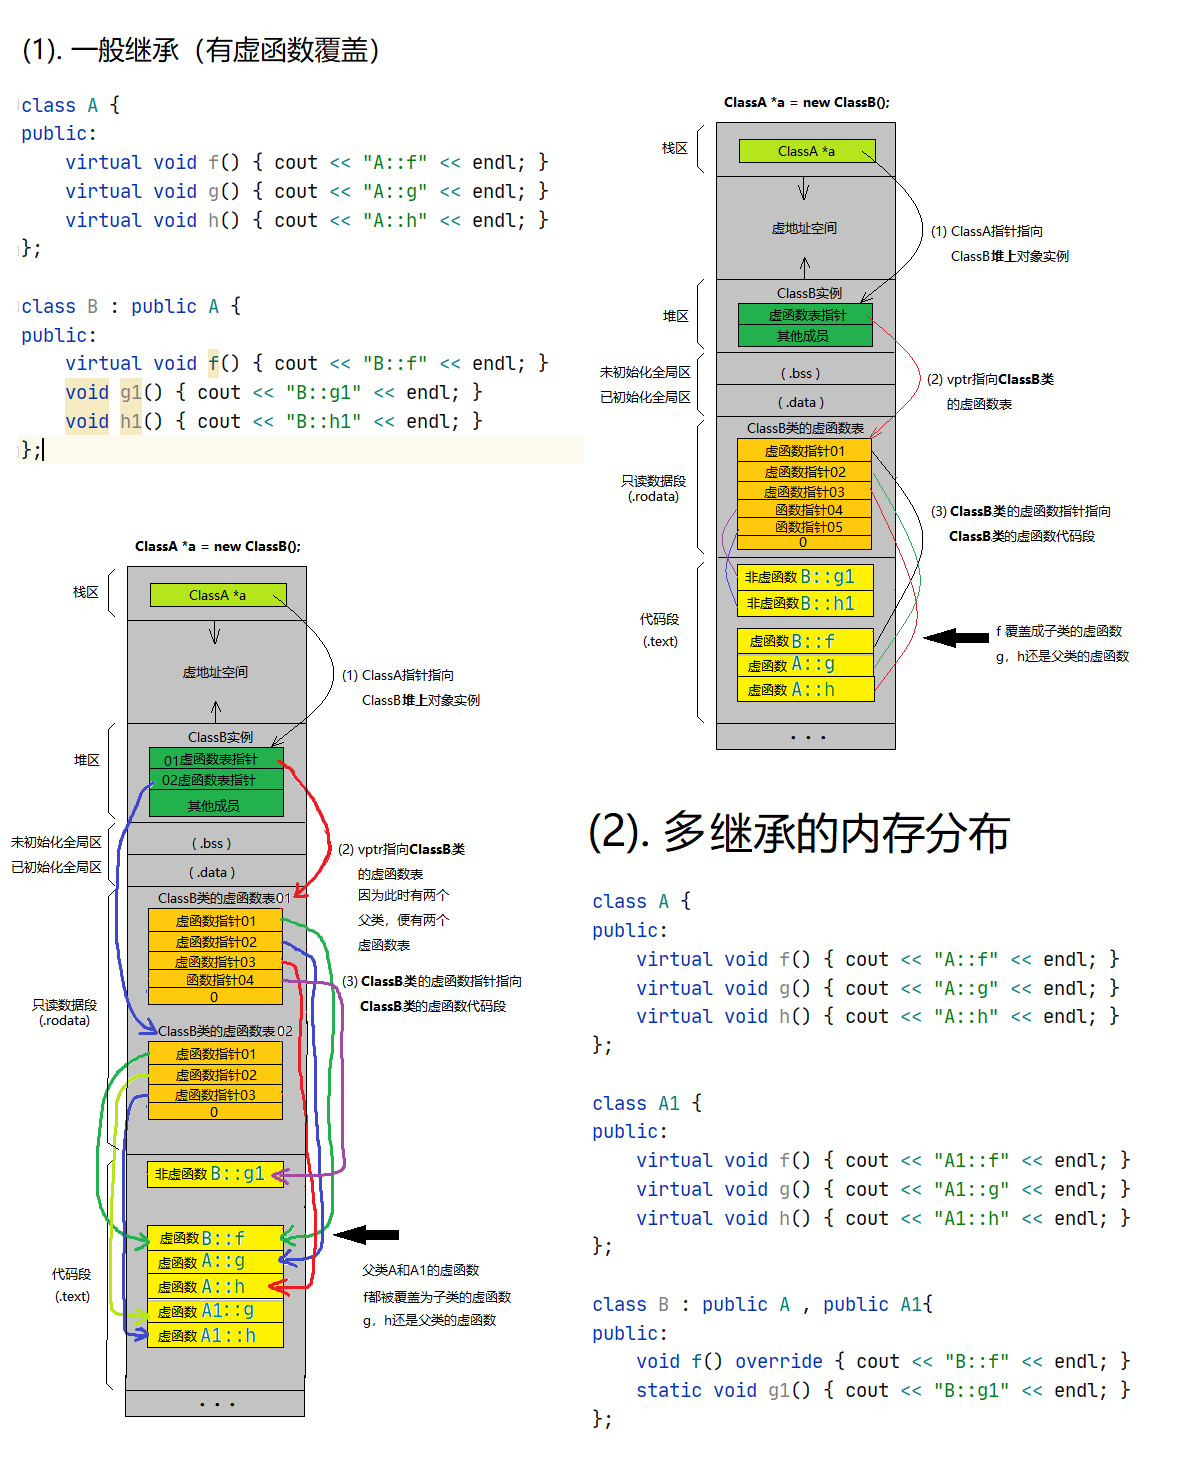 (1). 一般继承（有虚函数覆盖）
class A {
public:
    virtual void f() { cout << "A::f" << endl; }
    virtual void g() { cout << "A::g" << endl; }
    virtual void h() { cout << "A::h" << endl; }
};
class B : public A {
public:
    virtual void f() { cout << "B::f" << endl; }
    void g1() { cout << "B::g1" << endl; }
    void h1() { cout << "B::h1" << endl; }
};
ClassA *a = new ClassB();
栈区
ClassA *a
虚地址空间
(1) ClassA指针指向
ClassB堆上对象实例
ClassB实例
堆区
虚函数表指针
其他成员
未初始化全局区
( .bss )
(2) vptr指向ClassB类
的虚函数表
已初始化全局区
( .data )
ClassB类的虚函数表
虚函数指针01
虚函数指针02
只读数据段
(.rodata)
虚函数指针03
函数指针04
函数指针05
0
(3) ClassB类的虚函数指针指向
ClassB类的虚函数代码段
非虚函数 B::g1
非虚函数 B::h1
代码段
(.text)
虚函数 B::f
虚函数 A::g
虚函数 A::h
f 覆盖成子类的虚函数
g，h还是父类的虚函数
· · ·
ClassA *a = new ClassB();
栈区
ClassA *a
虚地址空间
(1) ClassA指针指向
ClassB堆上对象实例
ClassB实例
堆区
01虚函数表指针
02虚函数表指针
其他成员
未初始化全局区
( .bss )
已初始化全局区
( .data )
(2) vptr指向ClassB类
的虚函数表
因为此时有两个
父类，便有两个
虚函数表
ClassB类的虚函数表01
虚函数指针01
虚函数指针02
虚函数指针03
函数指针04
0
(3) ClassB类的虚函数指针指向
ClassB类的虚函数代码段
只读数据段
(.rodata)
ClassB类的虚函数表02
虚函数指针01
虚函数指针02
虚函数指针03
0
非虚函数 B::g1
代码段
(.text)
虚函数 B::f
虚函数 A::g
虚函数 A::h
虚函数 A1::g
虚函数 A1::h
父类A和A1的虚函数
f都被覆盖为子类的虚函数
g，h还是父类的虚函数
· · ·
(2). 多继承的内存分布
class A {
public:
    virtual void f() { cout << "A::f" << endl; }
    virtual void g() { cout << "A::g" << endl; }
    virtual void h() { cout << "A::h" << endl; }
};
class A1 {
public:
    virtual void f() { cout << "A1::f" << endl; }
    virtual void g() { cout << "A1::g" << endl; }
    virtual void h() { cout << "A1::h" << endl; }
};
class B : public A , public A1{
public:
    void f() override { cout << "B::f" << endl; }
    static void g1() { cout << "B::g1" << endl; }
};